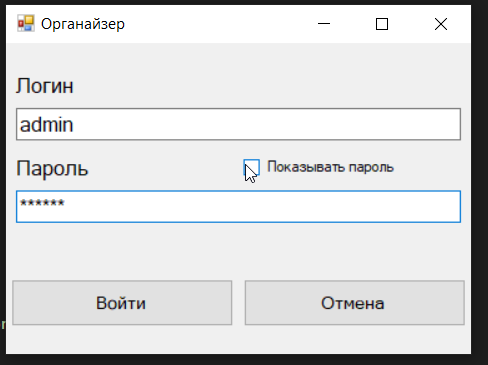 Органайзер
Логин
admin
Пароль
Показывать пароль
******
Войти
Отмена